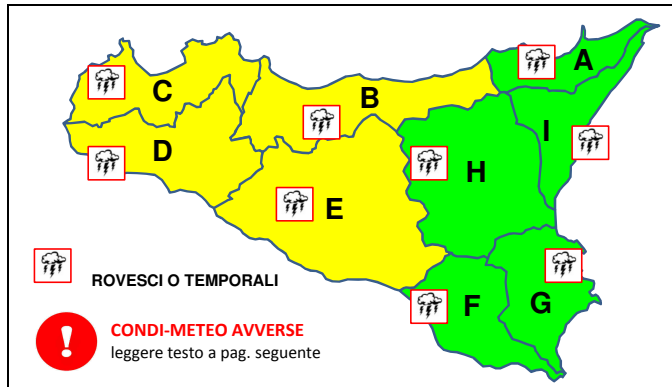 A
C
B
I
D
H
E
ROVESCI O TEMPORALI
F
G
!
CONDI-METEO AVVERSE
leggere testo a pag. seguente